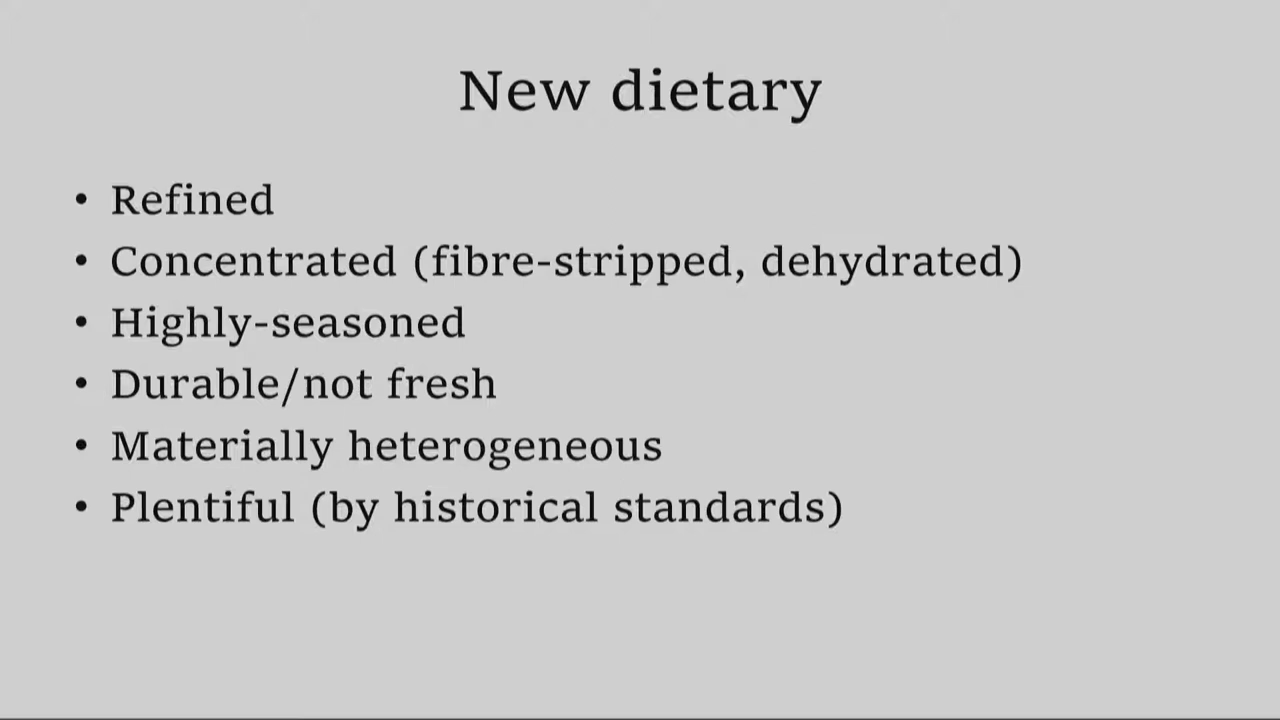 New dietary
• Refined
• Concentrated (fibre-stripped, dehydrated)
• Highly-seasoned
• Durable/not fresh
• Materially heterogeneous
• Plentiful (by historical standards)